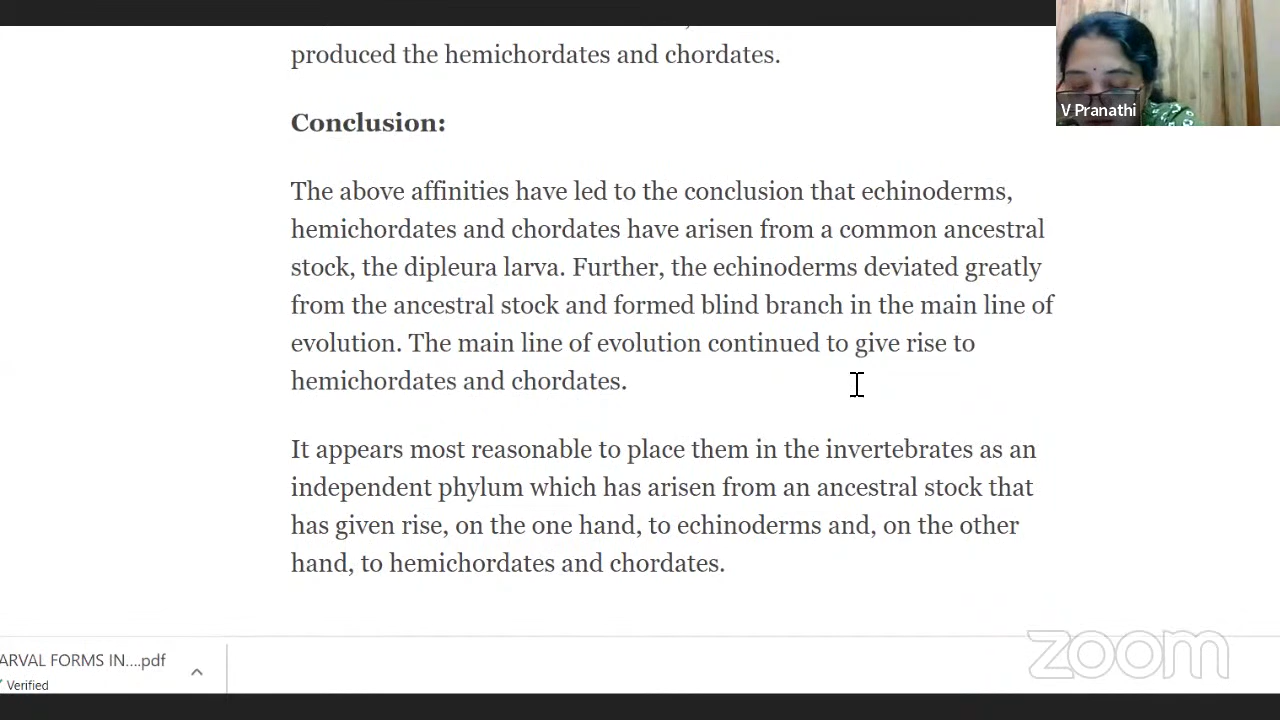 produced the hemichordates and chordates.
V Pranathi
Conclusion:
The above affinities have led to the conclusion that echinoderms,
hemichordates and chordates have arisen from a common ancestral
stock, the dipleura larva. Further, the echinoderms deviated greatly
from the ancestral stock and formed blind branch in the main line of
evolution. The main line of evolution continued to give rise to
hemichordates and chordates.
It appears most reasonable to place them in the invertebrates as an
independent phylum which has arisen from an ancestral stock that
has given rise, on the one hand, to echinoderms and, on the other
hand, to hemichordates and chordates.
ARVAL FORMS IN....pdf
Verified
zoom